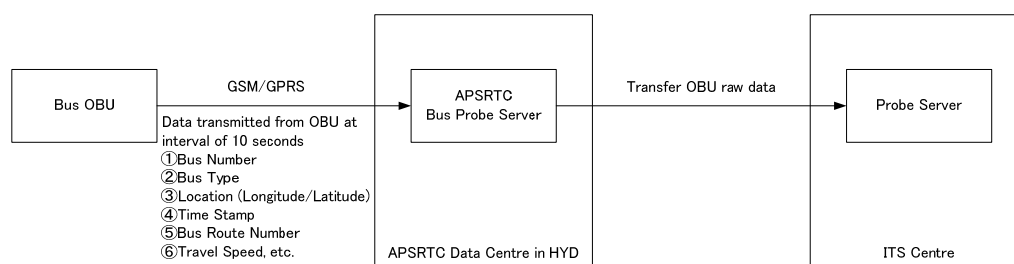 Bus OBU
GSM/GPRS
Data transmitted from OBU at
interval of 10 seconds
①Bus Number
②Bus Type
③Location (Longitude/Latitude)
④Time Stamp
⑤Bus Route Number
⑥Travel Speed, etc.
APSRTC
Bus Probe Server
APSRTC Data Centre in HYD
Transfer OBU raw data
Probe Server
ITS Centre